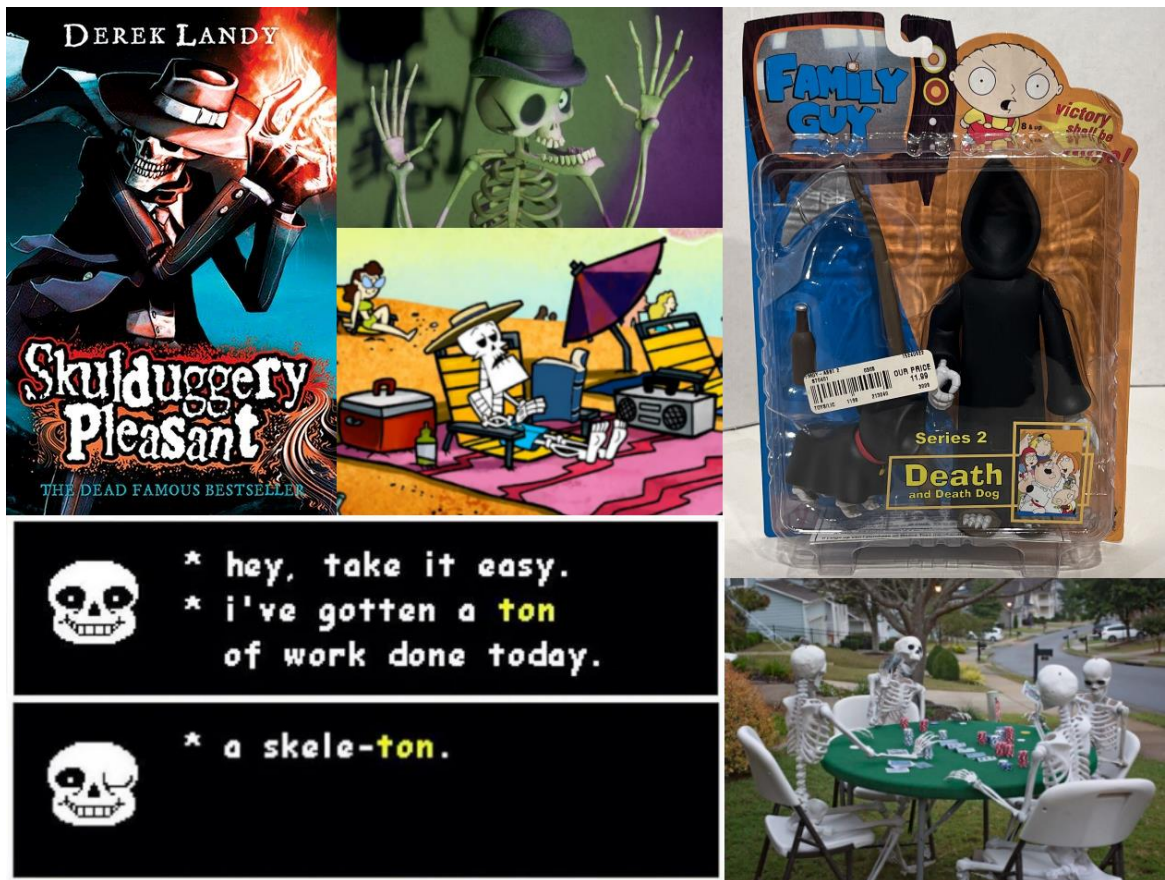 DEREK LANDY
Skulduggery
Pleasant
THE DEAD FAMOUS BESTSELLER
FAMILY
GUY
victory
shall be
OUR PRICE
11.99
Series 2
Death
and Death Dog
* hey, take it easy.
* i've gotten a ton
of work done today.
* a skele-ton.